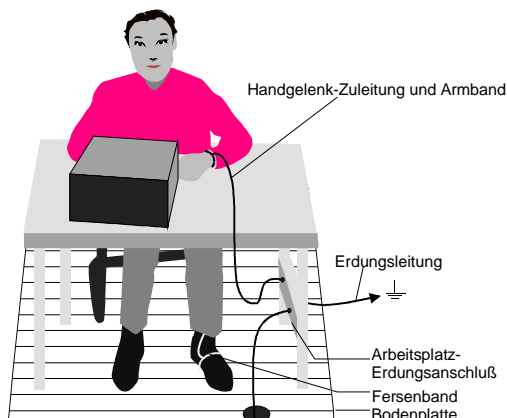 Handgelenk-Zuleitung und Armband
Erdungsleitung
Arbeitsplatz-
Erdungsanschluß
Fersenband
Bodenplatte